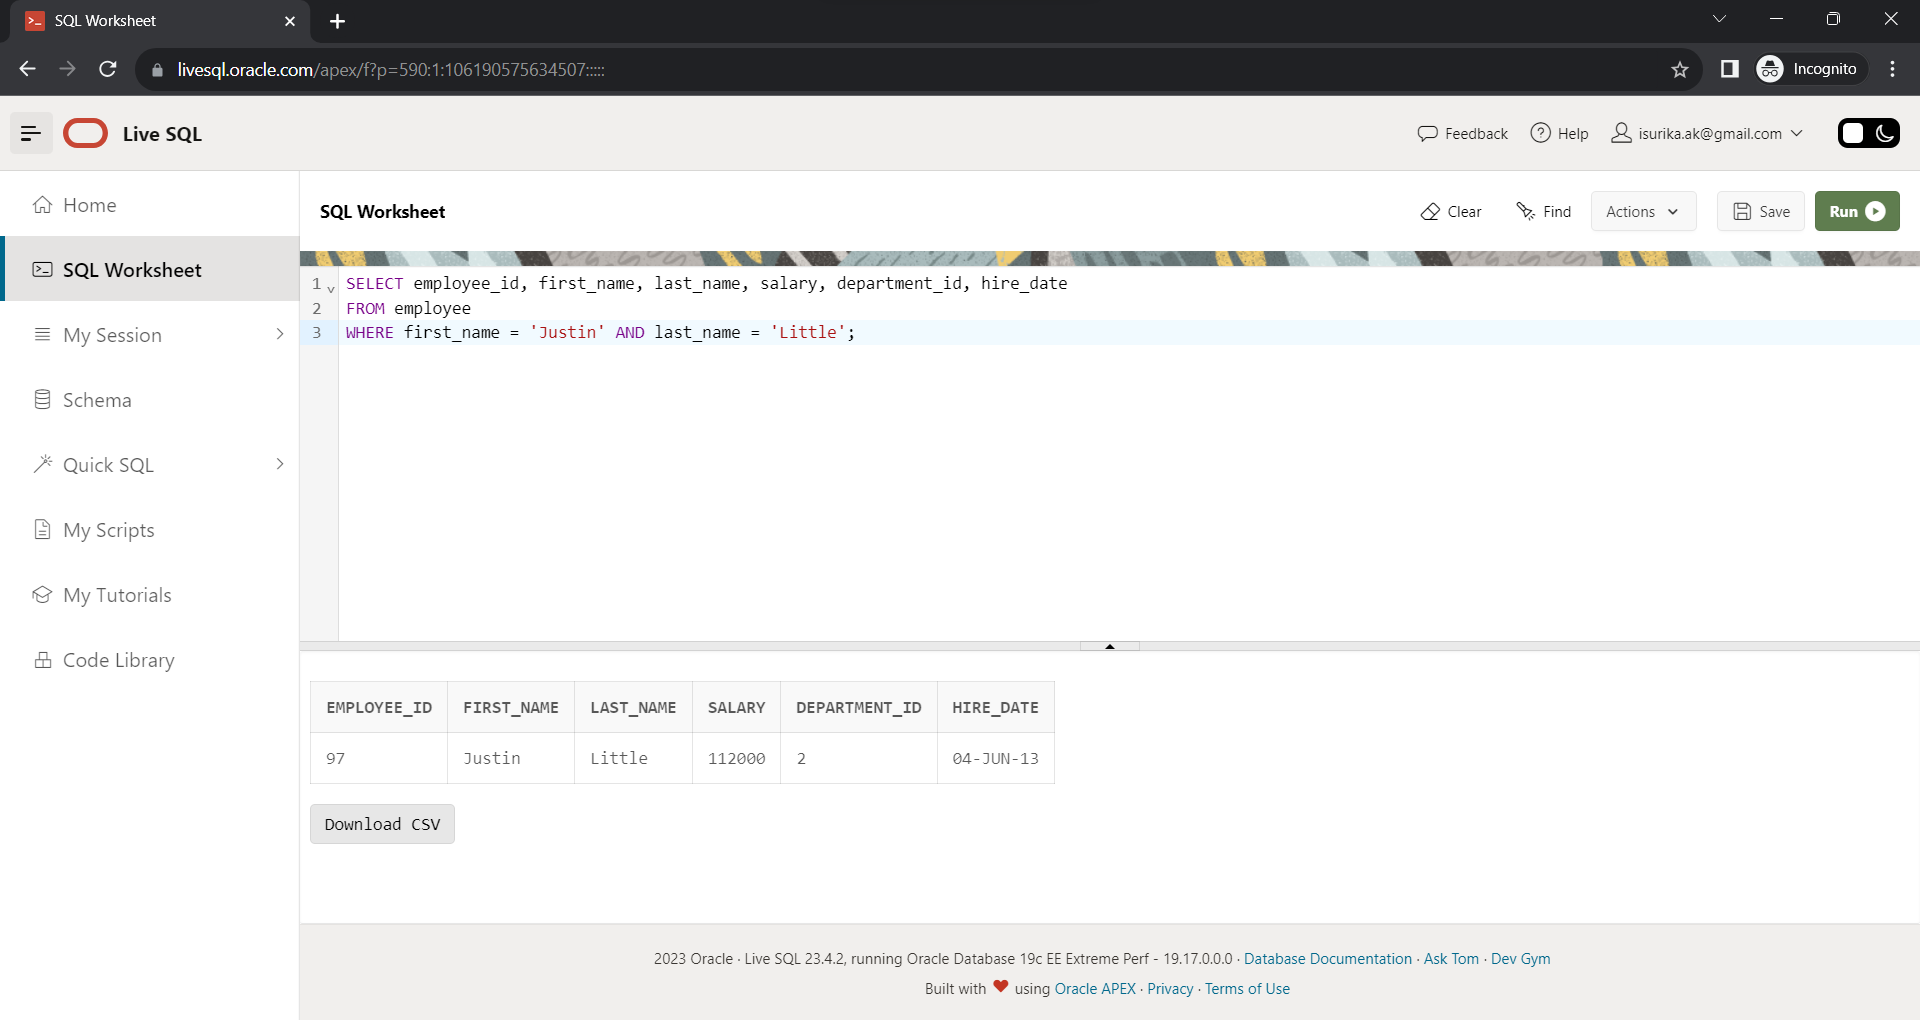 SQL Worksheet
livesql.oracle.com/apex/f?p=590:1:106190575634507:::::
Incognito
Live SQL
Feedback
Help
isurika.ak@gmail.com
Home
SQL Worksheet
My Session
Schema
Quick SQL
My Scripts
My Tutorials
Code Library
SQL Worksheet
Clear
Find
Actions
Save
Run
1 SELECT employee_id, first_name, last_name, salary, department_id, hire_date
2 FROM employee
3 WHERE first_name = 'Justin' AND last_name = 'Little';
EMPLOYEE_ID FIRST_NAME LAST_NAME SALARY DEPARTMENT_ID HIRE_DATE
97 Justin Little 112000 2 04-JUN-13
Download CSV
2023 Oracle · Live SQL 23.4.2, running Oracle Database 19c EE Extreme Perf - 19.17.0.0.0 · Database Documentation · Ask Tom · Dev Gym
Built with ❤ using Oracle APEX · Privacy · Terms of Use